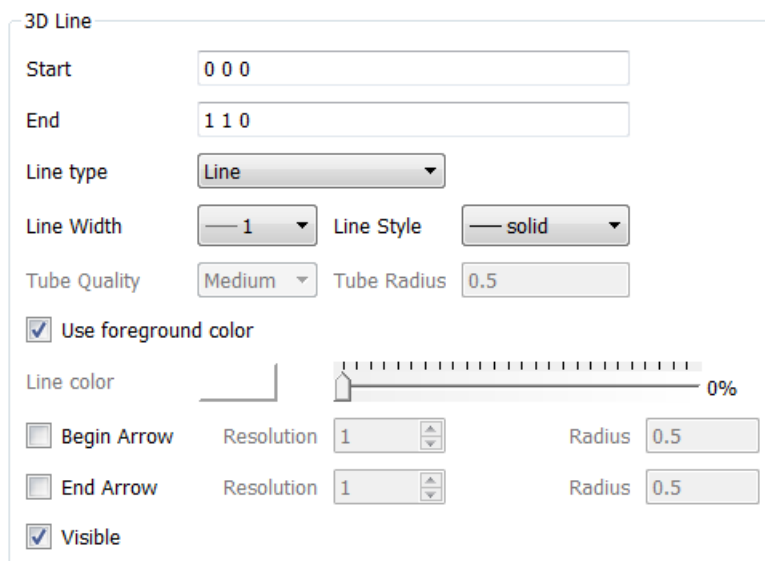 3D Line
Start 0 0 0
End 1 1 0
Line type Line
Line Width 1 Line Style solid
Tube Quality Medium Tube Radius 0.5
Use foreground color
Line color 0%
Begin Arrow Resolution 1 Radius 0.5
End Arrow Resolution 1 Radius 0.5
Visible